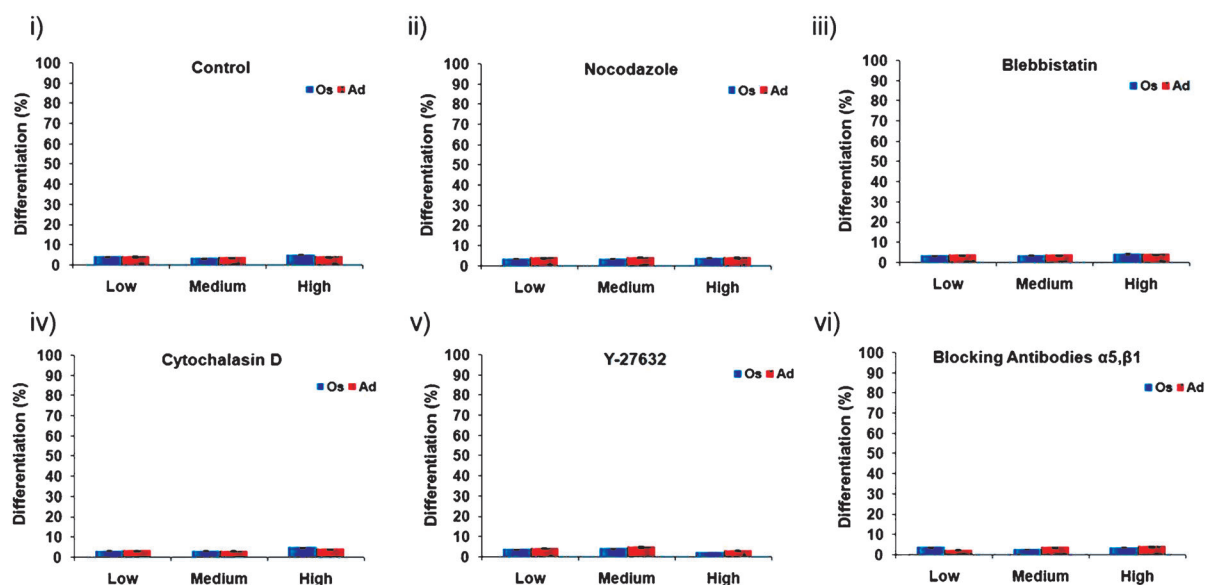 i)
Control
Os Ad
Differentiation (%)
100
90
80
70
60
50
40
30
20
10
0
Low Medium High
ii)
Nocodazole
Os Ad
Differentiation (%)
100
90
80
70
60
50
40
30
20
10
0
Low Medium High
iii)
Blebbistatin
Os Ad
Differentiation (%)
100
90
80
70
60
50
40
30
20
10
0
Low Medium High
iv)
Cytochalasin D
Os Ad
Differentiation (%)
100
90
80
70
60
50
40
30
20
10
0
Low Medium High
v)
Y-27632
Os Ad
Differentiation (%)
100
90
80
70
60
50
40
30
20
10
0
Low Medium High
vi)
Blocking Antibodies α5,β1
Os Ad
Differentiation (%)
100
90
80
70
60
50
40
30
20
10
0
Low Medium High